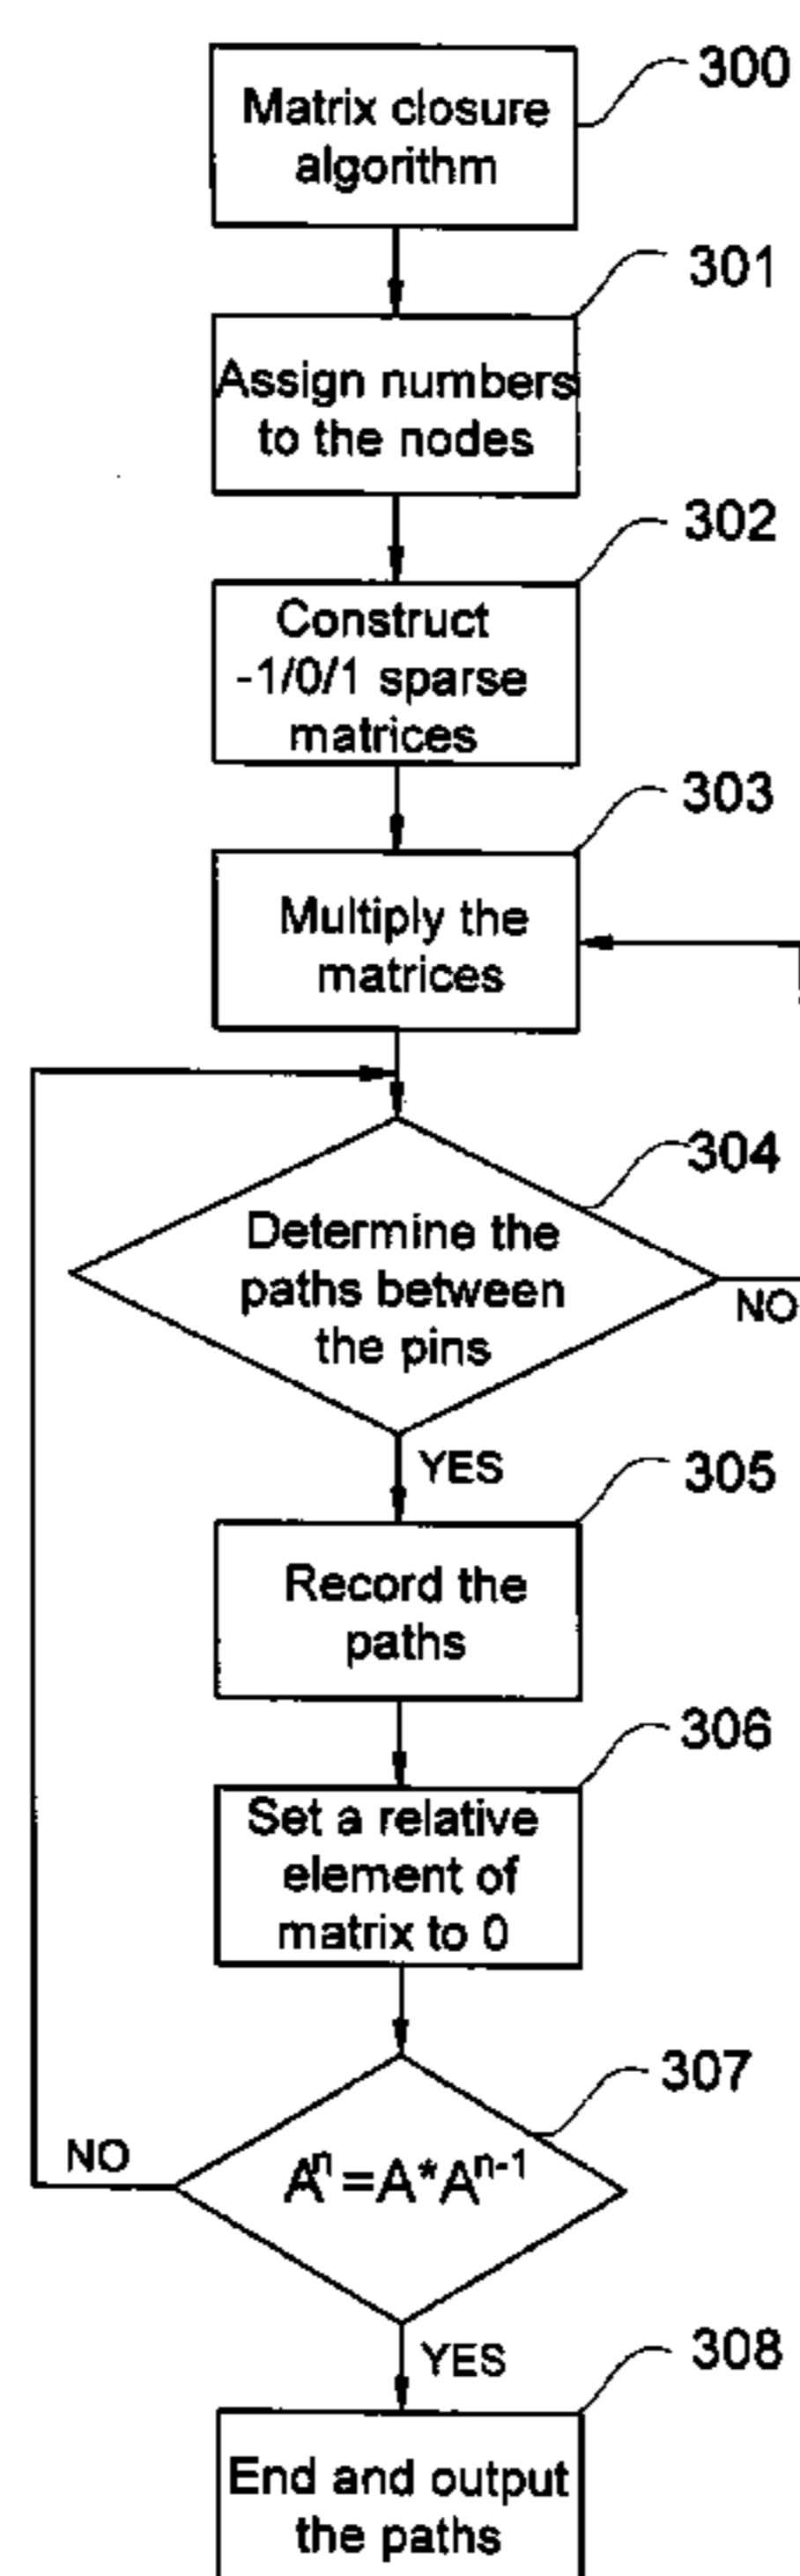 300
Matrix closure
algorithm
301
Assign numbers
to the nodes
302
Construct
-1/0/1 sparse
matrices
303
Multiply the
matrices
304
Determine the
paths between
the pins
NO
YES
305
Record the
paths
306
Set a relative
element of
matrix to 0
307
NO
Aⁿ=A*Aⁿ⁻¹
YES
308
End and output
the paths